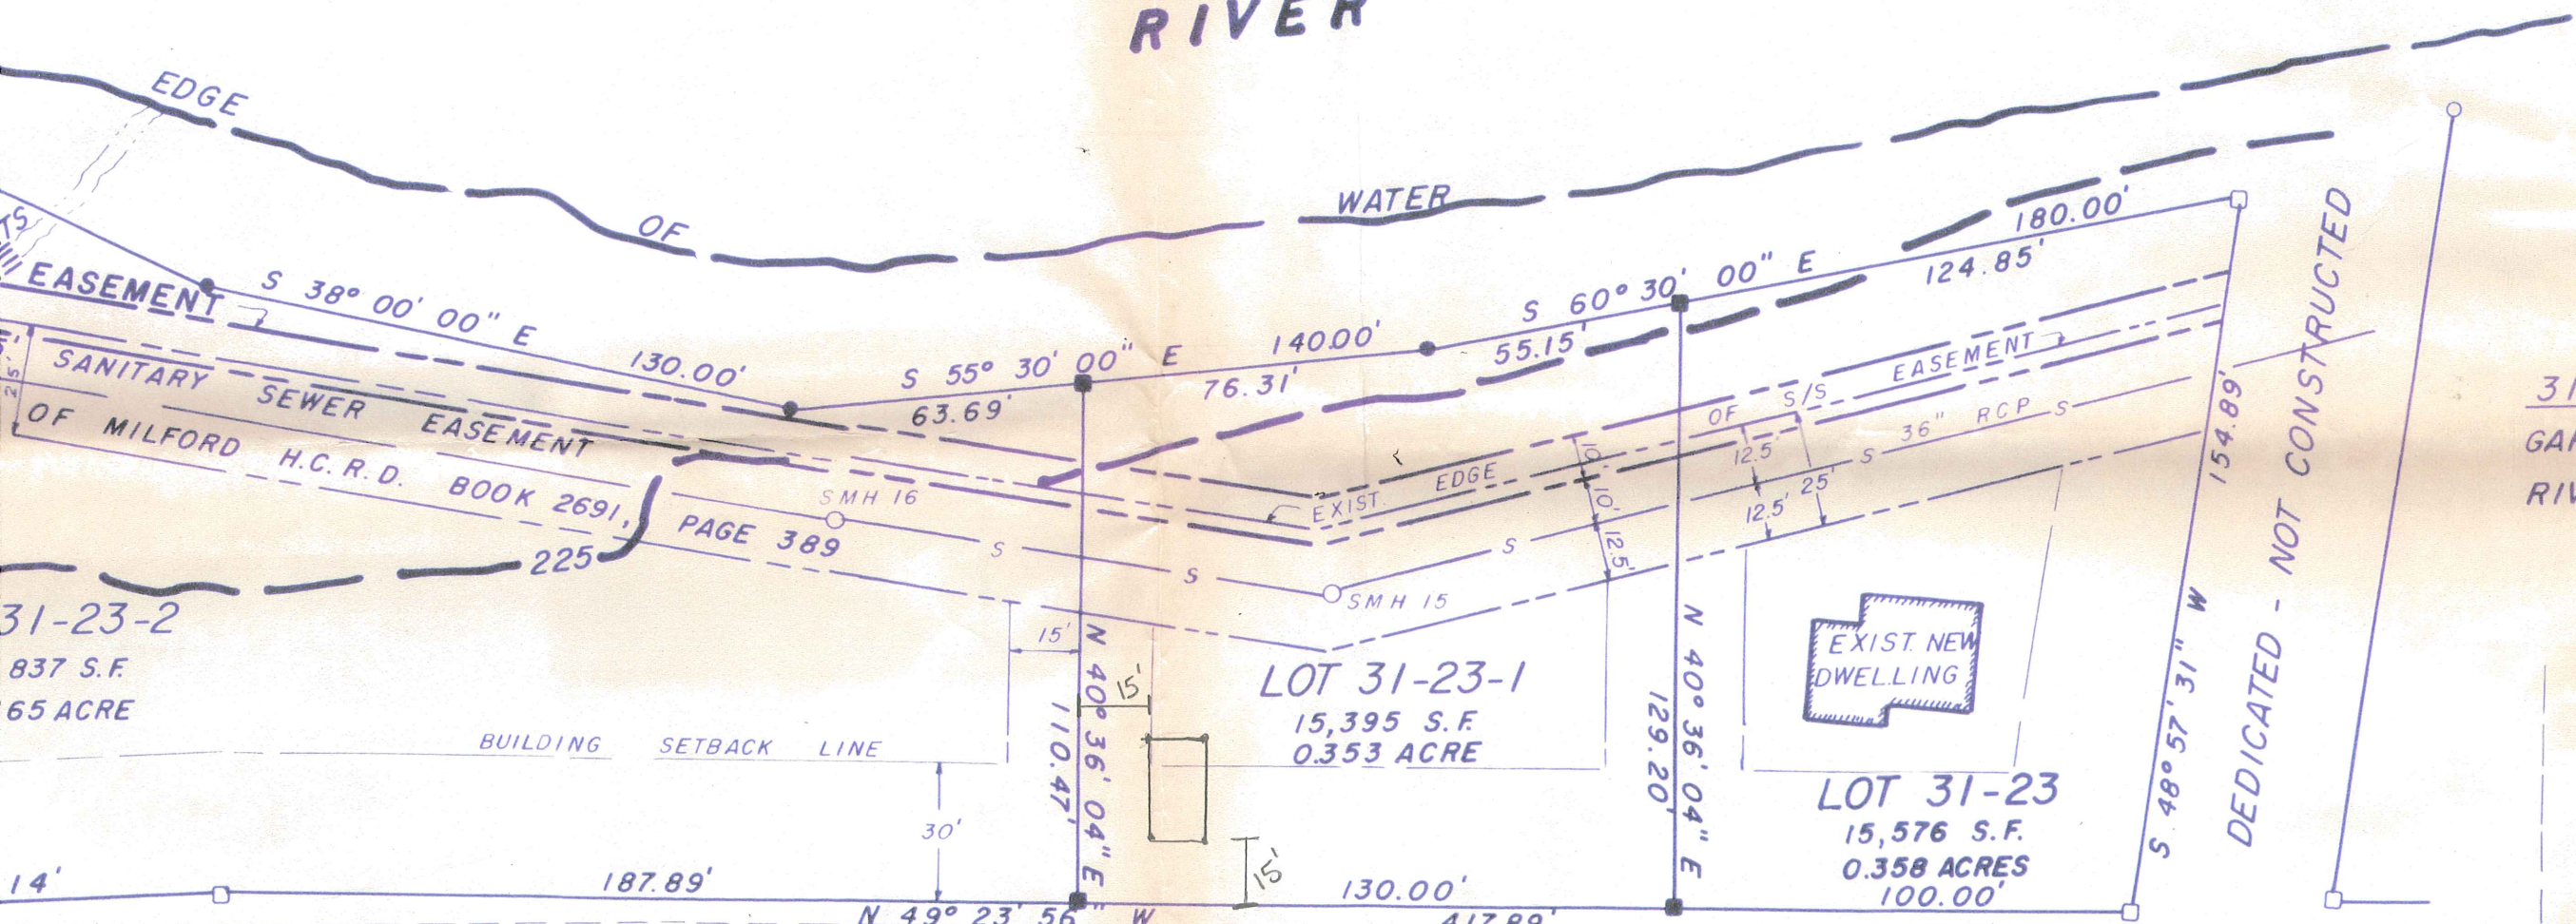 RIVER
EDGE
OF
WATER
TS
EASEMENT
S 38° 00' 00" E
130.00'
S 55° 30' 00" E
140.00'
63.69'
76.31'
S 60° 30' 00" E
180.00'
55.15'
124.85'
5'
25'
SANITARY SEWER EASEMENT
OF MILFORD H.C.R.D. BOOK 2691, PAGE 389
SMH 16
S
S
EXIST. EDGE OF S/S EASEMENT
10'
10'
12.5'
12.5'
12.5'
25'
S
S
36" RCP S
SMH 15
225
31-23-2
837 S.F.
65 ACRE
15'
15'
N 40° 36' 04" E
110.47'
LOT 31-23-1
15,395 S.F.
0.353 ACRE
N 40° 36' 04" E
129.20'
EXIST. NEW
DWELLING
LOT 31-23
15,576 S.F.
0.358 ACRES
100.00'
S 48° 57' 31" W
154.89'
DEDICATED - NOT CONSTRUCTED
31
GAR
RIV
BUILDING SETBACK LINE
30'
15'
14'
187.89'
130.00'
N 49° 23' 56" W
417.89'